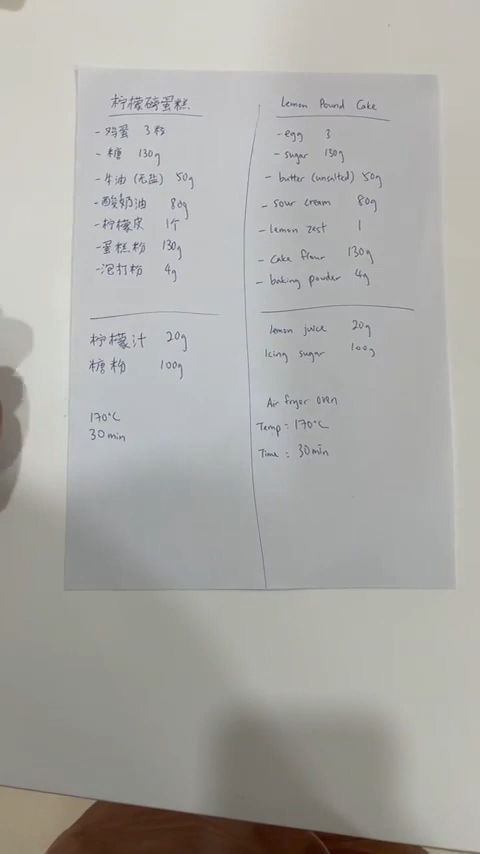 柠檬磅蛋糕
-鸡蛋 3粒
-糖 130g
-牛油(无盐) 50g
-酸奶油 80g
-柠檬皮 1个
-蛋糕粉 130g
-泡打粉 4g
柠檬汁 20g
糖粉 100g
170°C
30min
Lemon Pound Cake
-egg 3
-sugar 130g
-butter (unsalted) 50g
-sour cream 80g
-lemon zest 1
-cake flour 130g
-baking powder 4g
lemon juice 20g
Icing sugar 100g
Air fryer oven
Temp = 170°C
Time = 30min